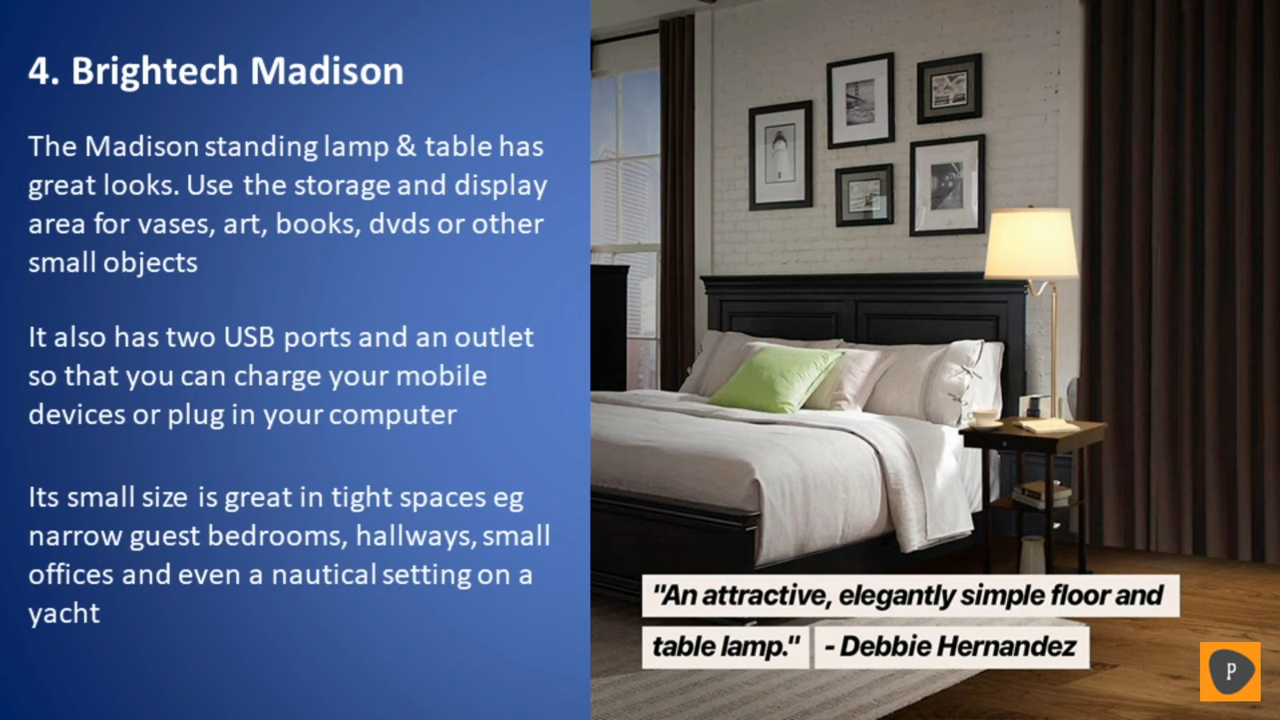 4. Brightech Madison
The Madison standing lamp & table has
great looks. Use the storage and display
area for vases, art, books, dvds or other
small objects
It also has two USB ports and an outlet
so that you can charge your mobile
devices or plug in your computer
Its small size is great in tight spaces eg
narrow guest bedrooms, hallways, small
offices and even a nautical setting on a
yacht
"An attractive, elegantly simple floor and
table lamp." - Debbie Hernandez
P